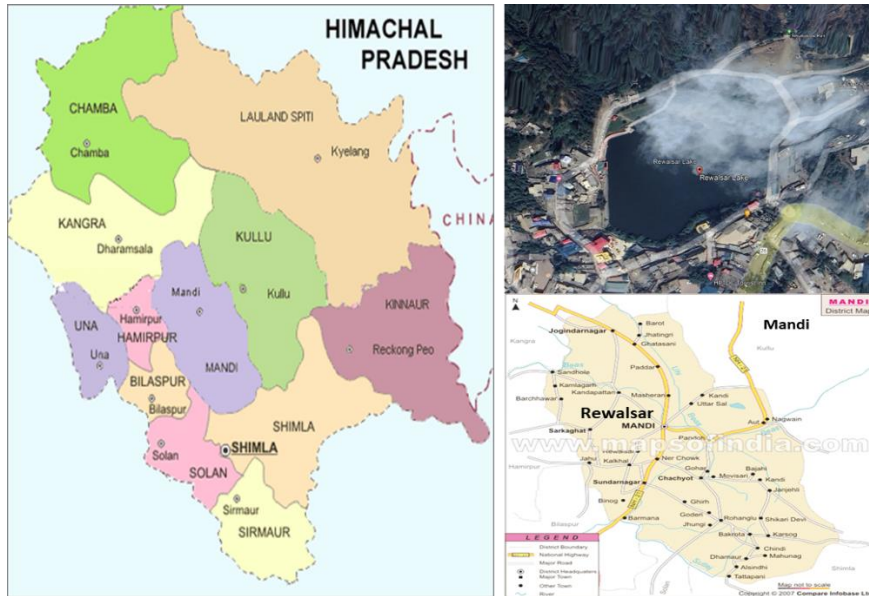 HIMACHAL
PRADESH
CHAMBA
Chamba
LAULAND SPITI
Kyelang
CHINA
KANGRA
Dharamsala
KULLU
Kullu
Mandi
MANDI
KINNAUR
Reckong Peo
UNA
Una
Hamirpur
HAMIRPUR
BILASPUR
Bilaspur
SHIMLA
SHIMLA
Solan
SOLAN
Sirmaur
SIRMAUR
Rewalsar Lake
Rewalsar Lake
N
MANDI
District Map
Mandi
Kangra
Kullu
Barot
Jhatingri
Jogindarnagar
Ghatasani
Paddar
Sandhole
Kamlagarh
Kandapattan
Masheran
Kandi
Uttar Sal
Barchhawar
Rewalsar
MANDI
Nagwain
Aut
Sarkaghat
www.mapsofindia.com
Hamirpur
Jahu
Kalkhar
Ner Chowk
Gohar
Movisari
Bajahi
Sundarnagar
Chachyot
Kandi
Janjehli
Binog
Ghirh
Barmana
Goderi
Rohanglu
Shikari Devi
Jhungi
Bilaspur
Bakriola
Karsog
Chindi
Mahunag
Dhamaur
Alsindhi
Tattapani
Shimla
Map not to scale
Copyright © 2007 Compare Infobase Lt
LEGEND
District Boundary
National Highway
Major Road
District Headquarters
Major Town
Other Town
River